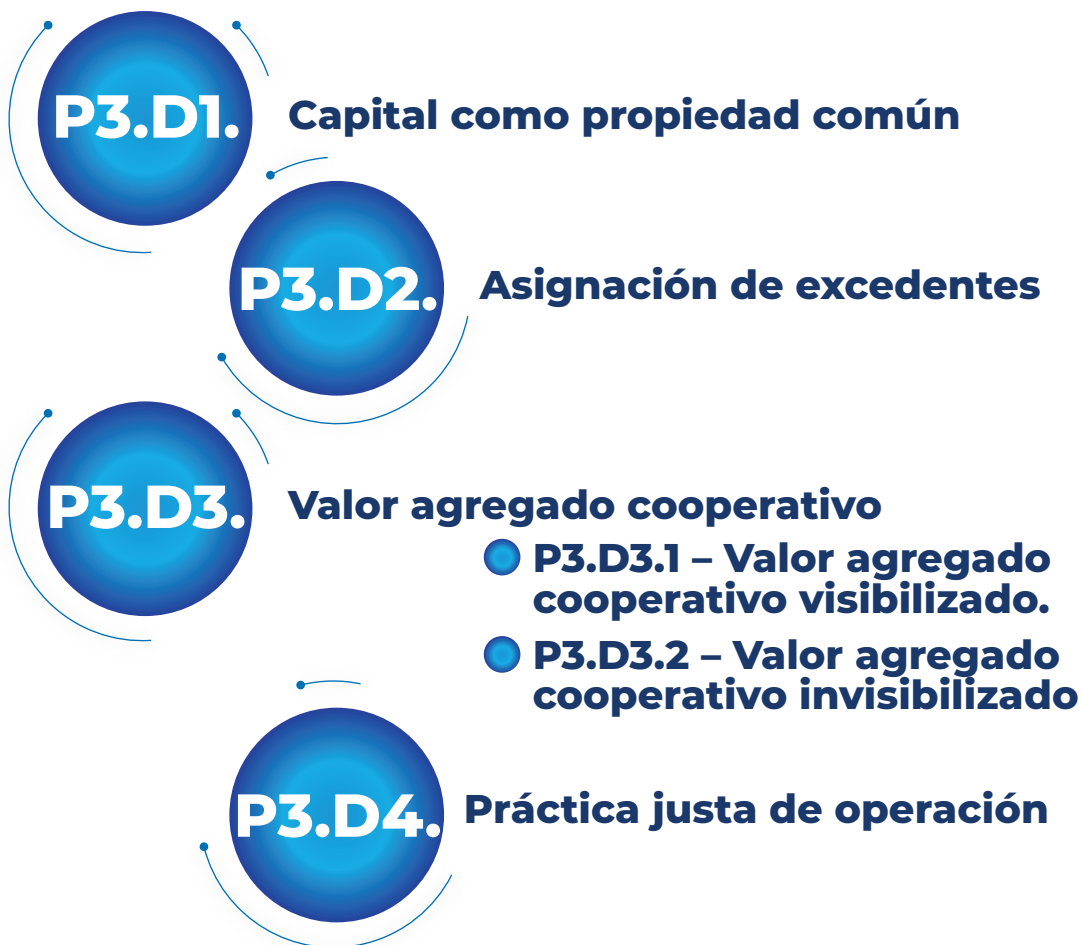 P3.D1. Capital como propiedad común
P3.D2. Asignación de excedentes
P3.D3. Valor agregado cooperativo
P3.D3.1 – Valor agregado
cooperativo visibilizado.
P3.D3.2 – Valor agregado
cooperativo invisibilizado
P3.D4. Práctica justa de operación